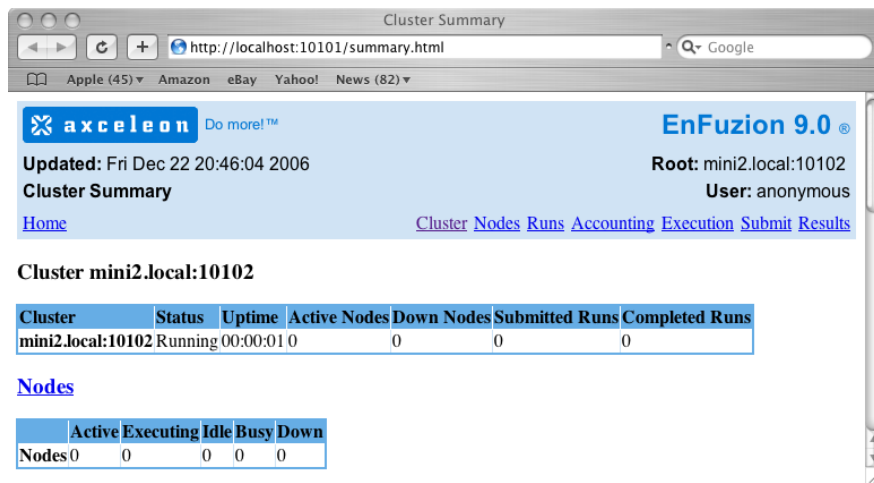 Cluster Summary
http://localhost:10101/summary.html
Google
Apple (45) Amazon eBay Yahoo! News (82)
axceleon Do more!™ EnFuzion 9.0 ®
Updated: Fri Dec 22 20:46:04 2006 Root: mini2.local:10102
Cluster Summary User: anonymous
Home Cluster Nodes Runs Accounting Execution Submit Results
Cluster mini2.local:10102
Cluster Status Uptime Active Nodes Down Nodes Submitted Runs Completed Runs
mini2.local:10102 Running 00:00:01 0 0 0 0
Nodes
Active Executing Idle Busy Down
Nodes 0 0 0 0 0